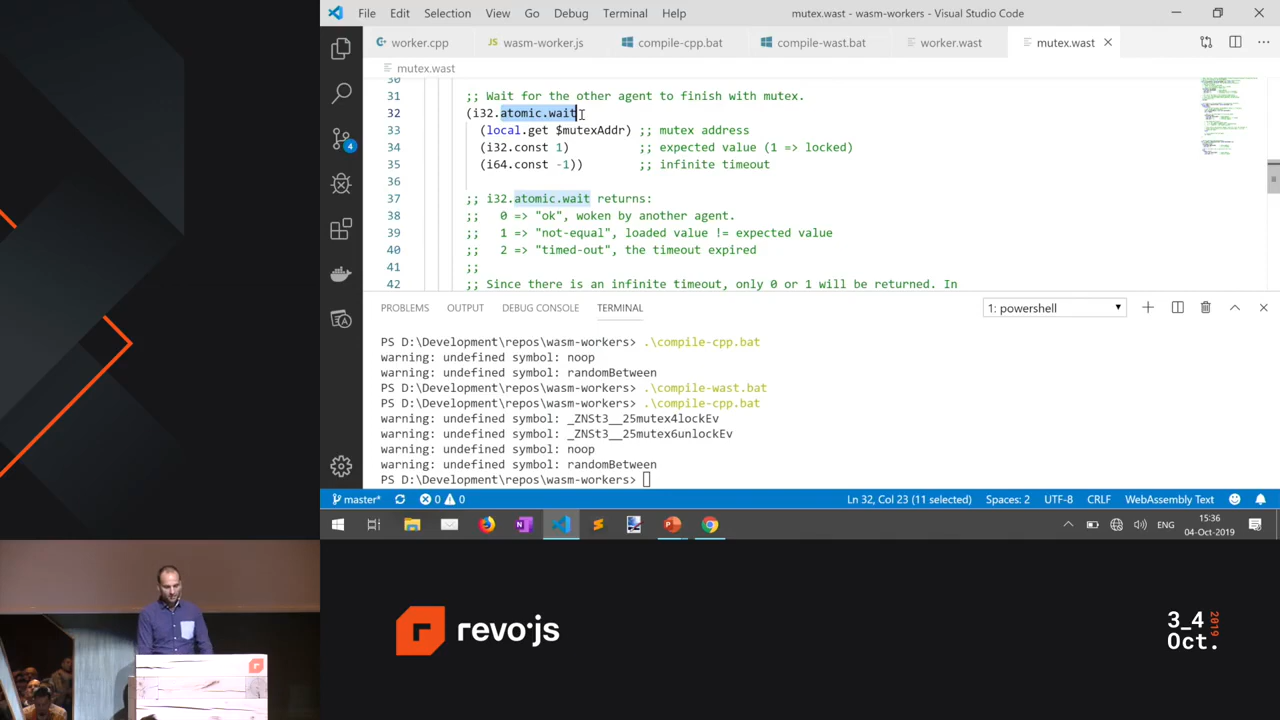 File Edit Selection View Go Debug Terminal Help mutex.wast - wasm-workers - Visual Studio Code
worker.cpp JS wasm-worker.js compile-cpp.bat compile-wast.bat worker.wast mutex.wast
mutex.wast
30
31 ;; Wait for the other agent to finish with mutex.
32 (i32.atomic.wait
33 (local.get $mutexAddr) ;; mutex address
34 (i32.const 1) ;; expected value (1 => locked)
35 (i64.const -1)) ;; infinite timeout
36
37 ;; i32.atomic.wait returns:
38 ;; 0 => "ok", woken by another agent.
39 ;; 1 => "not-equal", loaded value != expected value
40 ;; 2 => "timed-out", the timeout expired
41 ;;
42 ;; Since there is an infinite timeout, only 0 or 1 will be returned. In
4
PROBLEMS OUTPUT DEBUG CONSOLE TERMINAL 1: powershell
PS D:\Development\repos\wasm-workers> .\compile-cpp.bat
warning: undefined symbol: noop
warning: undefined symbol: randomBetween
PS D:\Development\repos\wasm-workers> .\compile-wast.bat
PS D:\Development\repos\wasm-workers> .\compile-cpp.bat
warning: undefined symbol: _ZNSt3__25mutex4lockEv
warning: undefined symbol: _ZNSt3__25mutex6unlockEv
warning: undefined symbol: noop
warning: undefined symbol: randomBetween
PS D:\Development\repos\wasm-workers>
master* 0 0 Ln 32, Col 23 (11 selected) Spaces: 2 UTF-8 CRLF WebAssembly Text
ENG 15:36
04-Oct-2019
r revo.js
3_4
Oct.
2019